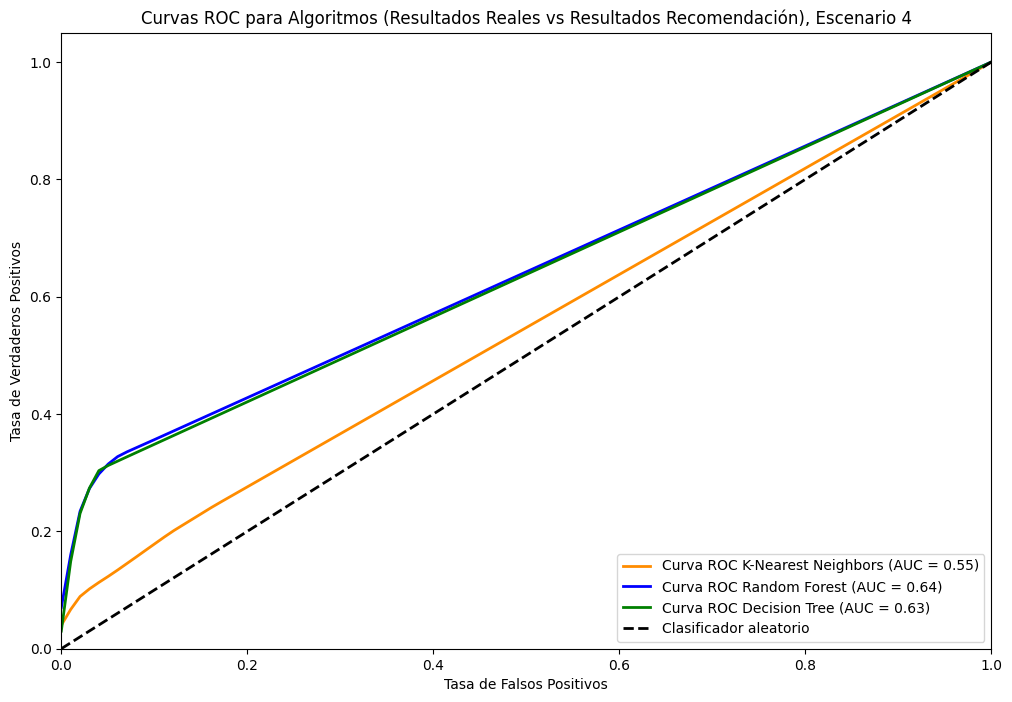 Curvas ROC para Algoritmos (Resultados Reales vs Resultados Recomendación), Escenario 4
Tasa de Verdaderos Positivos
1.0
0.8
0.6
0.4
0.2
0.0
0.0 0.2 0.4 0.6 0.8 1.0
Tasa de Falsos Positivos
Curva ROC K-Nearest Neighbors (AUC = 0.55)
Curva ROC Random Forest (AUC = 0.64)
Curva ROC Decision Tree (AUC = 0.63)
Clasificador aleatorio